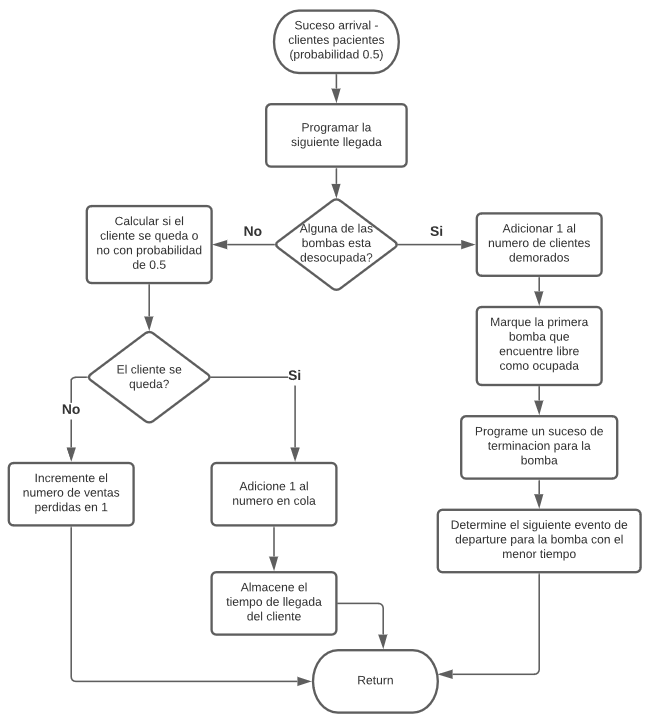 Suceso arrival -
clientes pacientes
(probabilidad 0.5)
Programar la
siguiente llegada
Alguna de las
bombas esta
desocupada?
No
Si
Calcular si el
cliente se queda o
no con probabilidad
de 0.5
Adicionar 1 al
numero de clientes
demorados
Marque la primera
bomba que
encuentre libre
como ocupada
El cliente se
queda?
No
Si
Programe un suceso de
terminacion para la
bomba
Incremente el
numero de ventas
perdidas en 1
Adicione 1 al
numero en cola
Determine el siguiente evento de
departure para la bomba con el
menor tiempo
Almacene el
tiempo de llegada
del cliente
Return